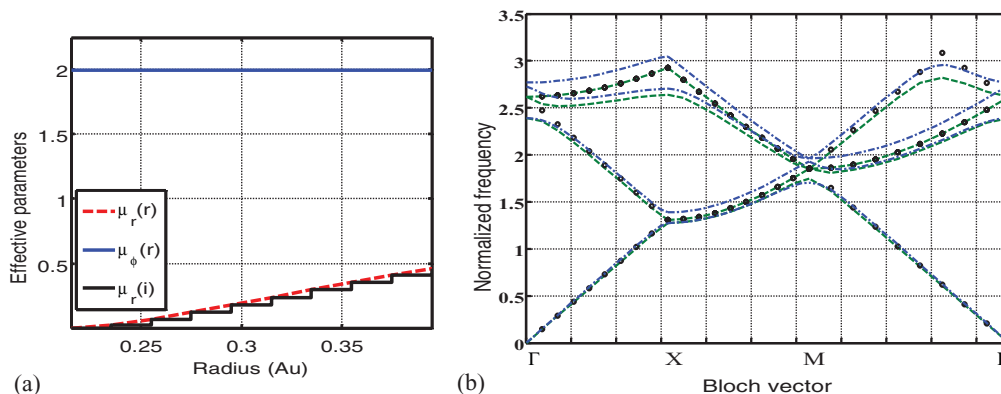 Effective parameters
2
1.5
1
0.5
μr(r)
μϕ(r)
μr(i)
0.25
0.3
0.35
Radius (Au)
(a)
Normalized frequency
3.5
3
2.5
2
1.5
1
0.5
0
Γ
X
M
Bloch vector
(b)